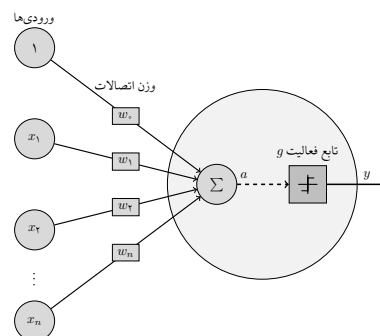 ورودی‌ها
۱
وزن اتصالات
w۰
x۱
w۱
تابع فعالیت g
∑
a
y
x۲
w۲
⋮
wn
xn